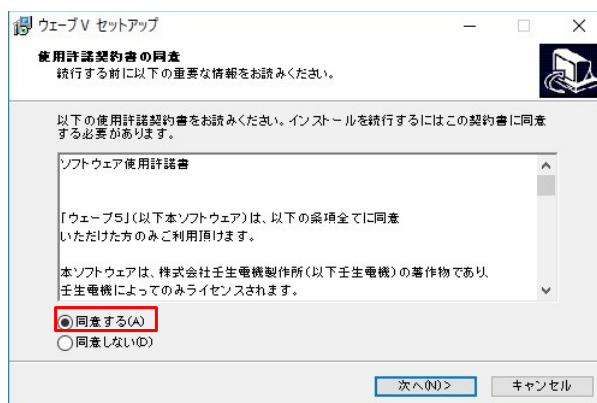 ウェーブV セットアップ
使用許諾契約書の同意
続行する前に以下の重要な情報をお読みください。
以下の使用許諾契約書をお読みください。インストールを続行するにはこの契約書に同意
する必要があります。
ソフトウェア使用許諾書
「ウェーブ5」(以下本ソフトウェア)は、以下の条項全てに同意
いただけた方のみご利用頂けます。
本ソフトウェアは、株式会社壬生電機製作所(以下壬生電機)の著作物であり、
壬生電機によってのみライセンスされます。
同意する(A)
同意しない(D)
次へ(N)>
キャンセル